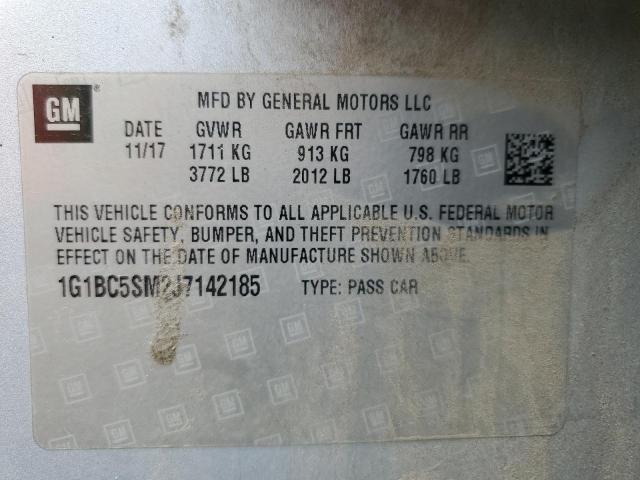 GM
MFD BY GENERAL MOTORS LLC
DATE GVWR GAWR FRT GAWR RR
11/17 1711 KG 913 KG 798 KG
3772 LB 2012 LB 1760 LB
THIS VEHICLE CONFORMS TO ALL APPLICABLE U.S. FEDERAL MOTOR
VEHICLE SAFETY, BUMPER, AND THEFT PREVENTION STANDARDS IN
EFFECT ON THE DATE OF MANUFACTURE SHOWN ABOVE.
1G1BC5SM2J7142185 TYPE: PASS CAR